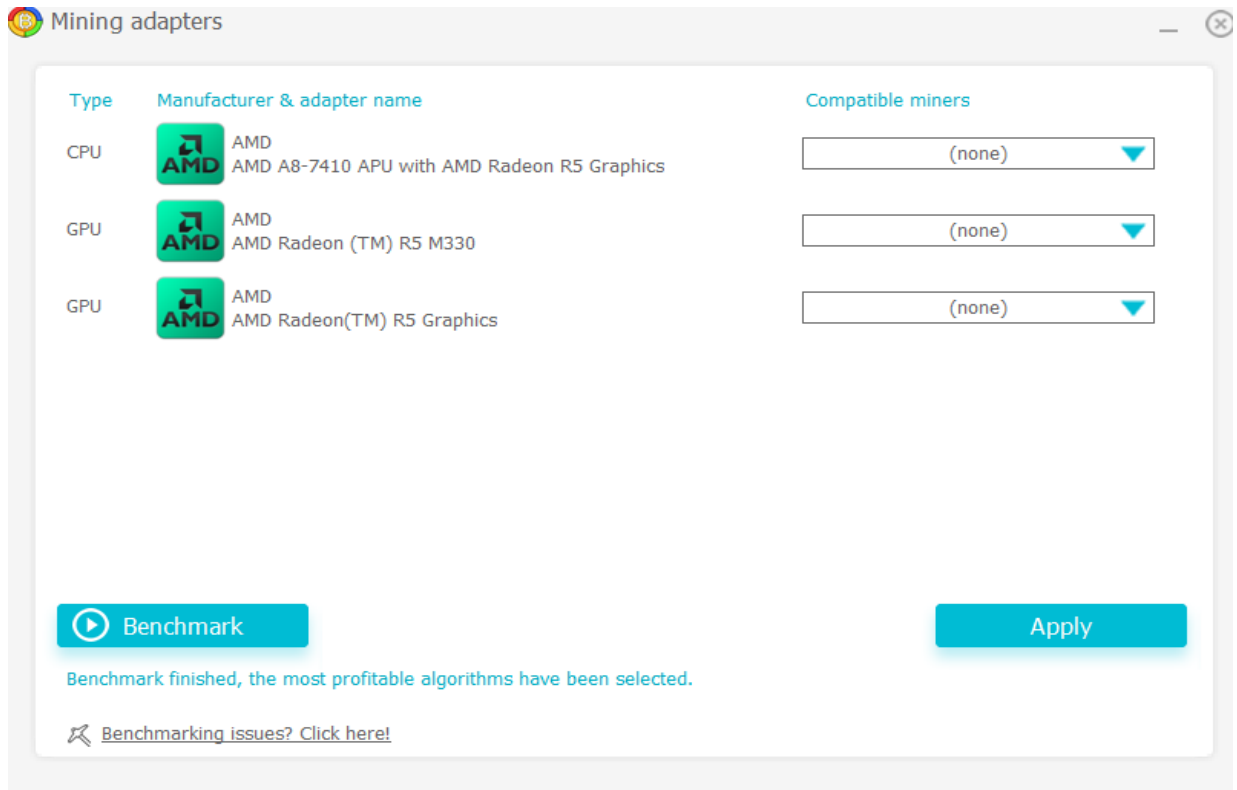 Mining adapters
Type Manufacturer & adapter name Compatible miners
CPU AMD AMD (none)
AMD A8-7410 APU with AMD Radeon R5 Graphics
GPU AMD AMD (none)
AMD Radeon (TM) R5 M330
GPU AMD AMD (none)
AMD Radeon(TM) R5 Graphics
Benchmark Apply
Benchmark finished, the most profitable algorithms have been selected.
Benchmarking issues? Click here!